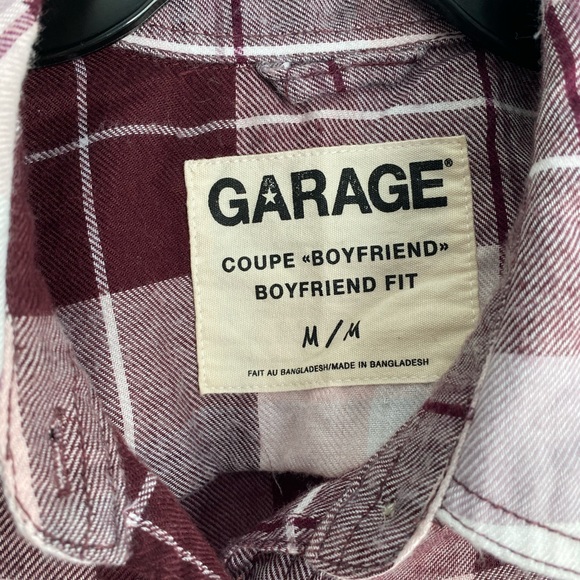 GARAGE®
COUPE «BOYFRIEND»
BOYFRIEND FIT
M/M
FAIT AU BANGLADESH/MADE IN BANGLADESH